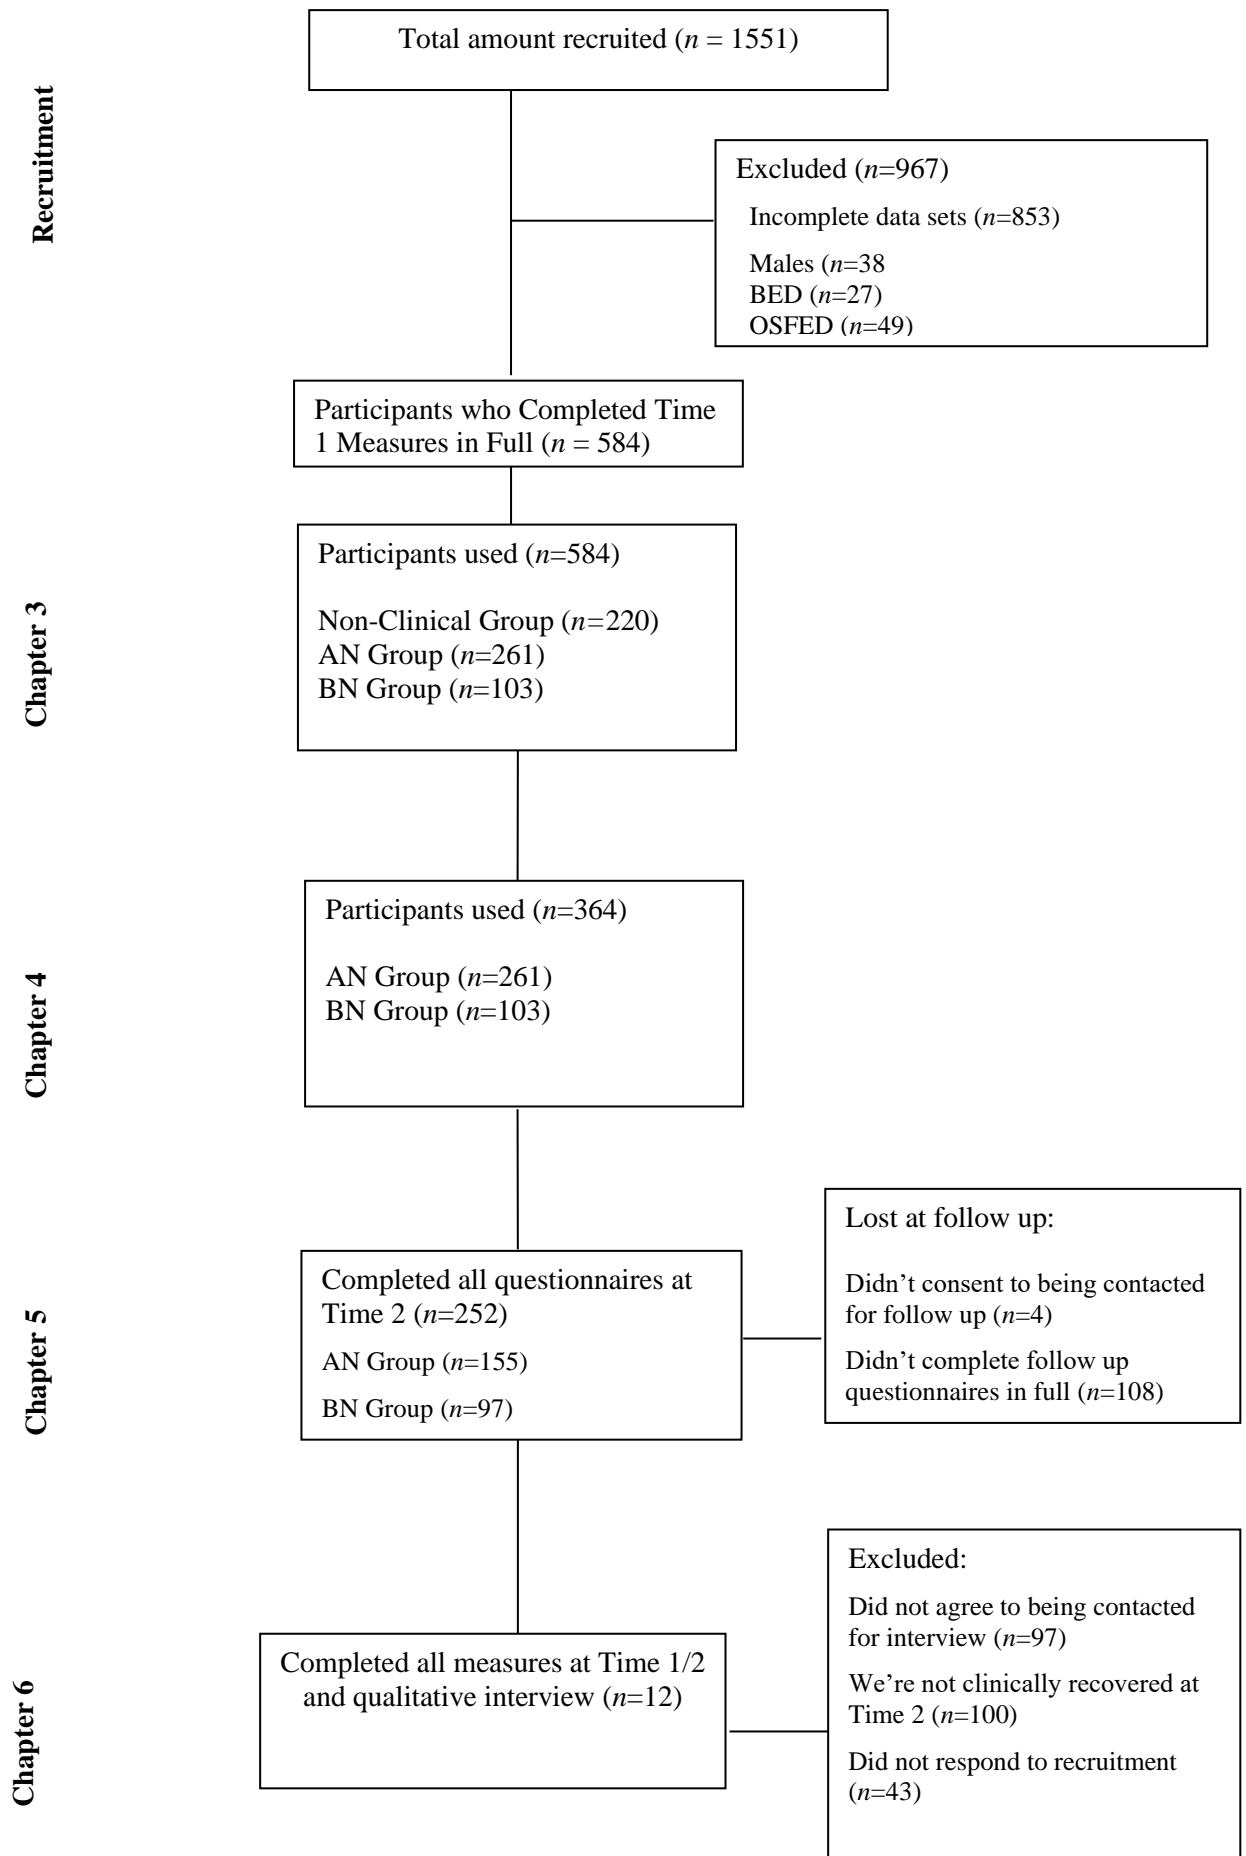 Total amount recruited (n = 1551)
Recruitment
Excluded (n=967)
Incomplete data sets (n=853)
Males (n=38
BED (n=27)
OSFED (n=49)
Participants who Completed Time
1 Measures in Full (n = 584)
Chapter 3
Participants used (n=584)
Non-Clinical Group (n=220)
AN Group (n=261)
BN Group (n=103)
Chapter 4
Participants used (n=364)
AN Group (n=261)
BN Group (n=103)
Chapter 5
Completed all questionnaires at
Time 2 (n=252)
AN Group (n=155)
BN Group (n=97)
Lost at follow up:
Didn’t consent to being contacted
for follow up (n=4)
Didn’t complete follow up
questionnaires in full (n=108)
Chapter 6
Completed all measures at Time 1/2
and qualitative interview (n=12)
Excluded:
Did not agree to being contacted
for interview (n=97)
We’re not clinically recovered at
Time 2 (n=100)
Did not respond to recruitment
(n=43)